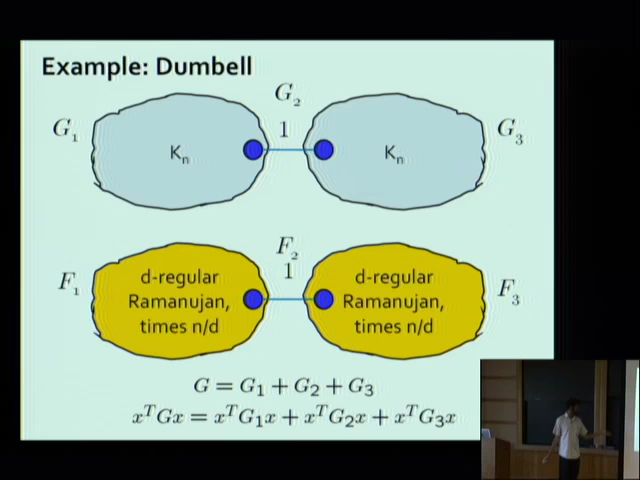 Example: Dumbell
G₂
G₁
1
G₃
Kₙ
Kₙ
F₂
F₁
1
F₃
d-regular
Ramanujan,
times n/d
d-regular
Ramanujan,
times n/d
G = G₁ + G₂ + G₃
xᵀGx = xᵀG₁x + xᵀG₂x + xᵀG₃x